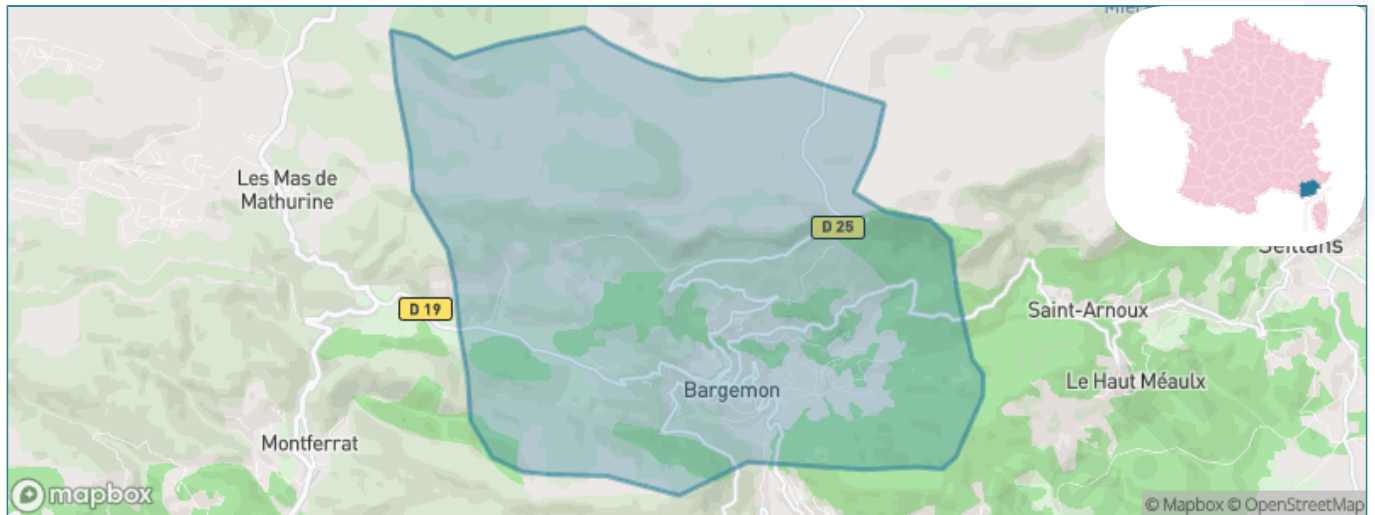 Les Mas de
Mathurine
D 25
D 19
Saint-Arnoux
Le Haut Méaulx
Bargemon
Montferrat
mapbox
© Mapbox © OpenStreetMap